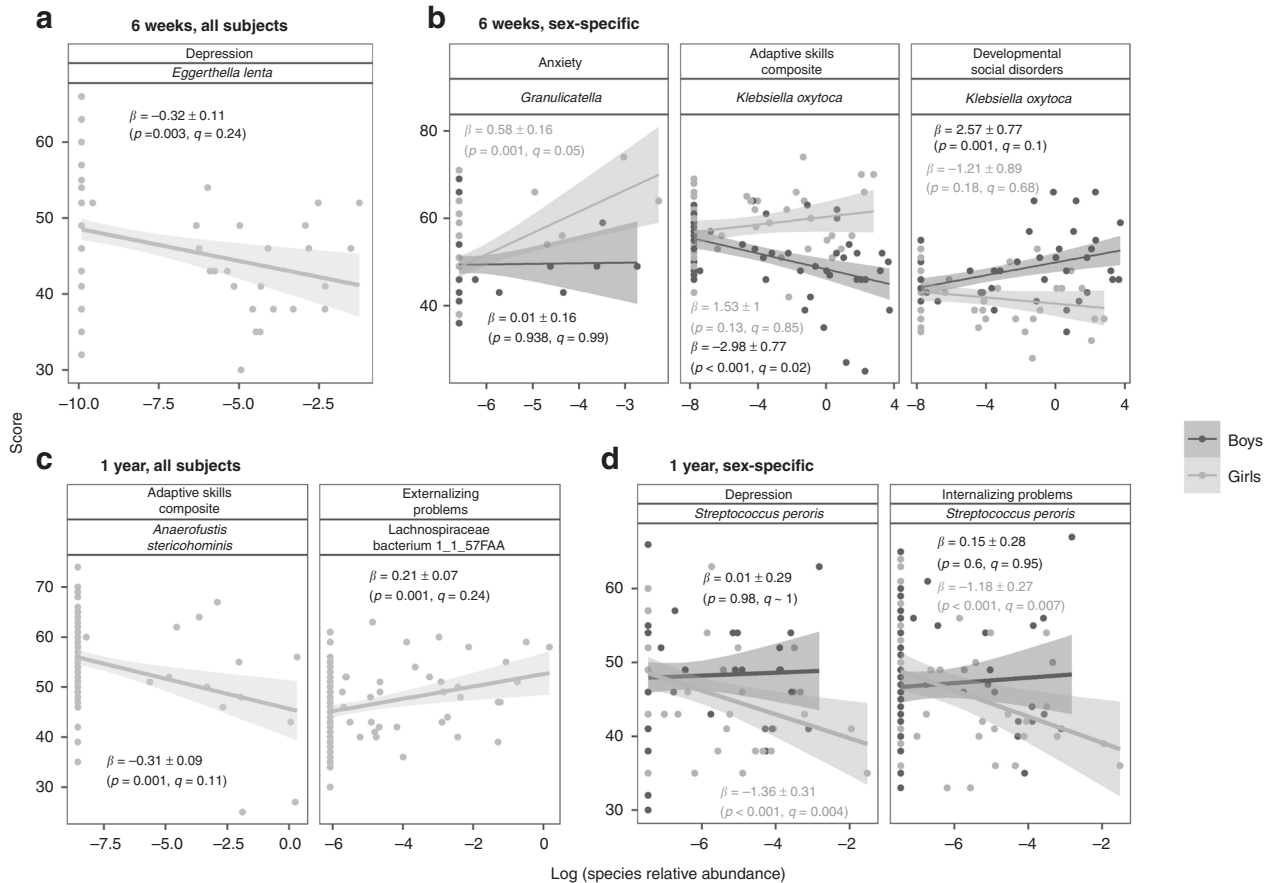 a
6 weeks, all subjects
Depression
Eggerthella lenta
β = −0.32 ± 0.11
(p =0.003, q = 0.24)
60
50
40
30
−10.0 −7.5 −5.0 −2.5
b
6 weeks, sex-specific
Anxiety
Granulicatella
β = 0.58 ± 0.16
(p = 0.001, q = 0.05)
β = 0.01 ± 0.16
(p = 0.938, q = 0.99)
80
60
40
−6 −5 −4 −3
Adaptive skills
composite
Klebsiella oxytoca
β = 1.53 ± 1
(p = 0.13, q = 0.85)
β = −2.98 ± 0.77
(p < 0.001, q = 0.02)
−8 −4 0 4
Developmental
social disorders
Klebsiella oxytoca
β = 2.57 ± 0.77
(p = 0.001, q = 0.1)
β = −1.21 ± 0.89
(p = 0.18, q = 0.68)
−8 −4 0 4
Score
Boys
Girls
c
1 year, all subjects
Adaptive skills
composite
Anaerofustis
stericohominis
β = −0.31 ± 0.09
(p = 0.001, q = 0.11)
70
60
50
40
30
−7.5 −5.0 −2.5 0.0
Externalizing
problems
Lachnospiraceae
bacterium 1_1_57FAA
β = 0.21 ± 0.07
(p = 0.001, q = 0.24)
−6 −4 −2 0
d
1 year, sex-specific
Depression
Streptococcus peroris
β = 0.01 ± 0.29
(p = 0.98, q ~ 1)
β = −1.36 ± 0.31
(p < 0.001, q = 0.004)
60
50
40
30
−6 −4 −2
Internalizing problems
Streptococcus peroris
β = 0.15 ± 0.28
(p = 0.6, q = 0.95)
β = −1.18 ± 0.27
(p < 0.001, q = 0.007)
−6 −4 −2
Log (species relative abundance)